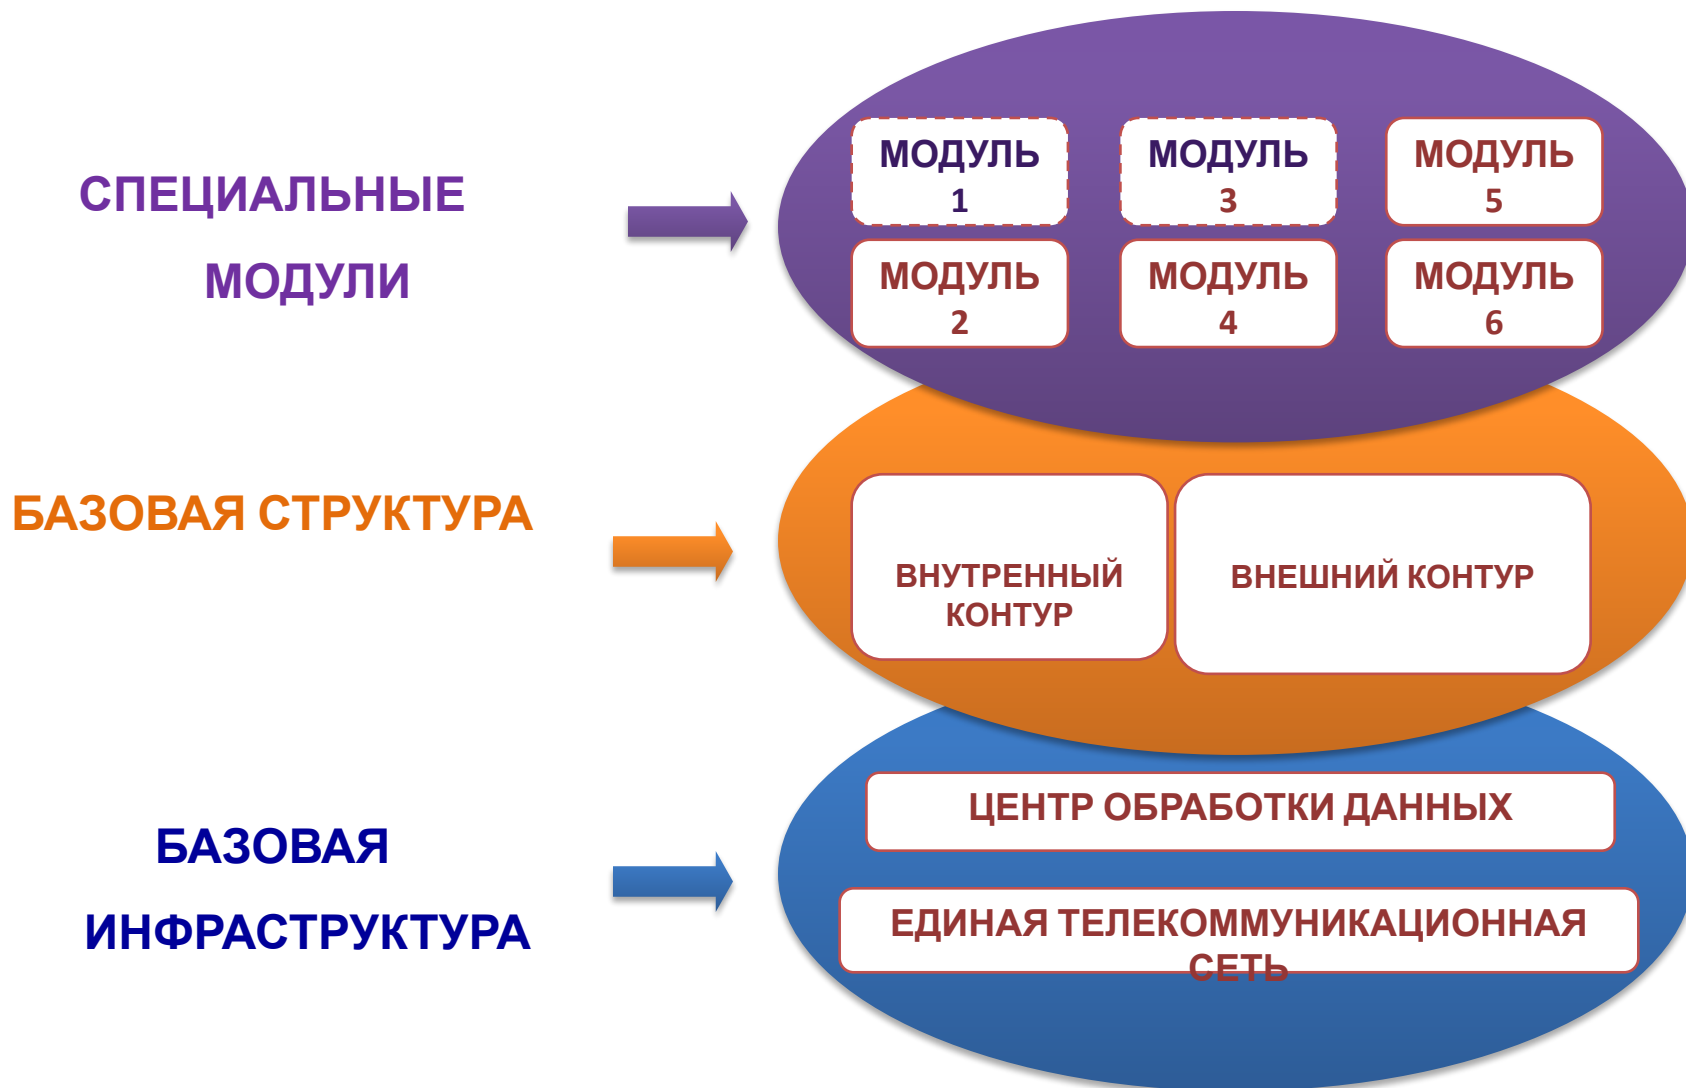 СПЕЦИАЛЬНЫЕ
МОДУЛИ
МОДУЛЬ
1
МОДУЛЬ
3
МОДУЛЬ
5
МОДУЛЬ
2
МОДУЛЬ
4
МОДУЛЬ
6
БАЗОВАЯ СТРУКТУРА
ВНУТРЕННЫЙ
КОНТУР
ВНЕШНИЙ КОНТУР
БАЗОВАЯ
ИНФРАСТРУКТУРА
ЦЕНТР ОБРАБОТКИ ДАННЫХ
ЕДИНАЯ ТЕЛЕКОММУНИКАЦИОННАЯ
СЕТЬ